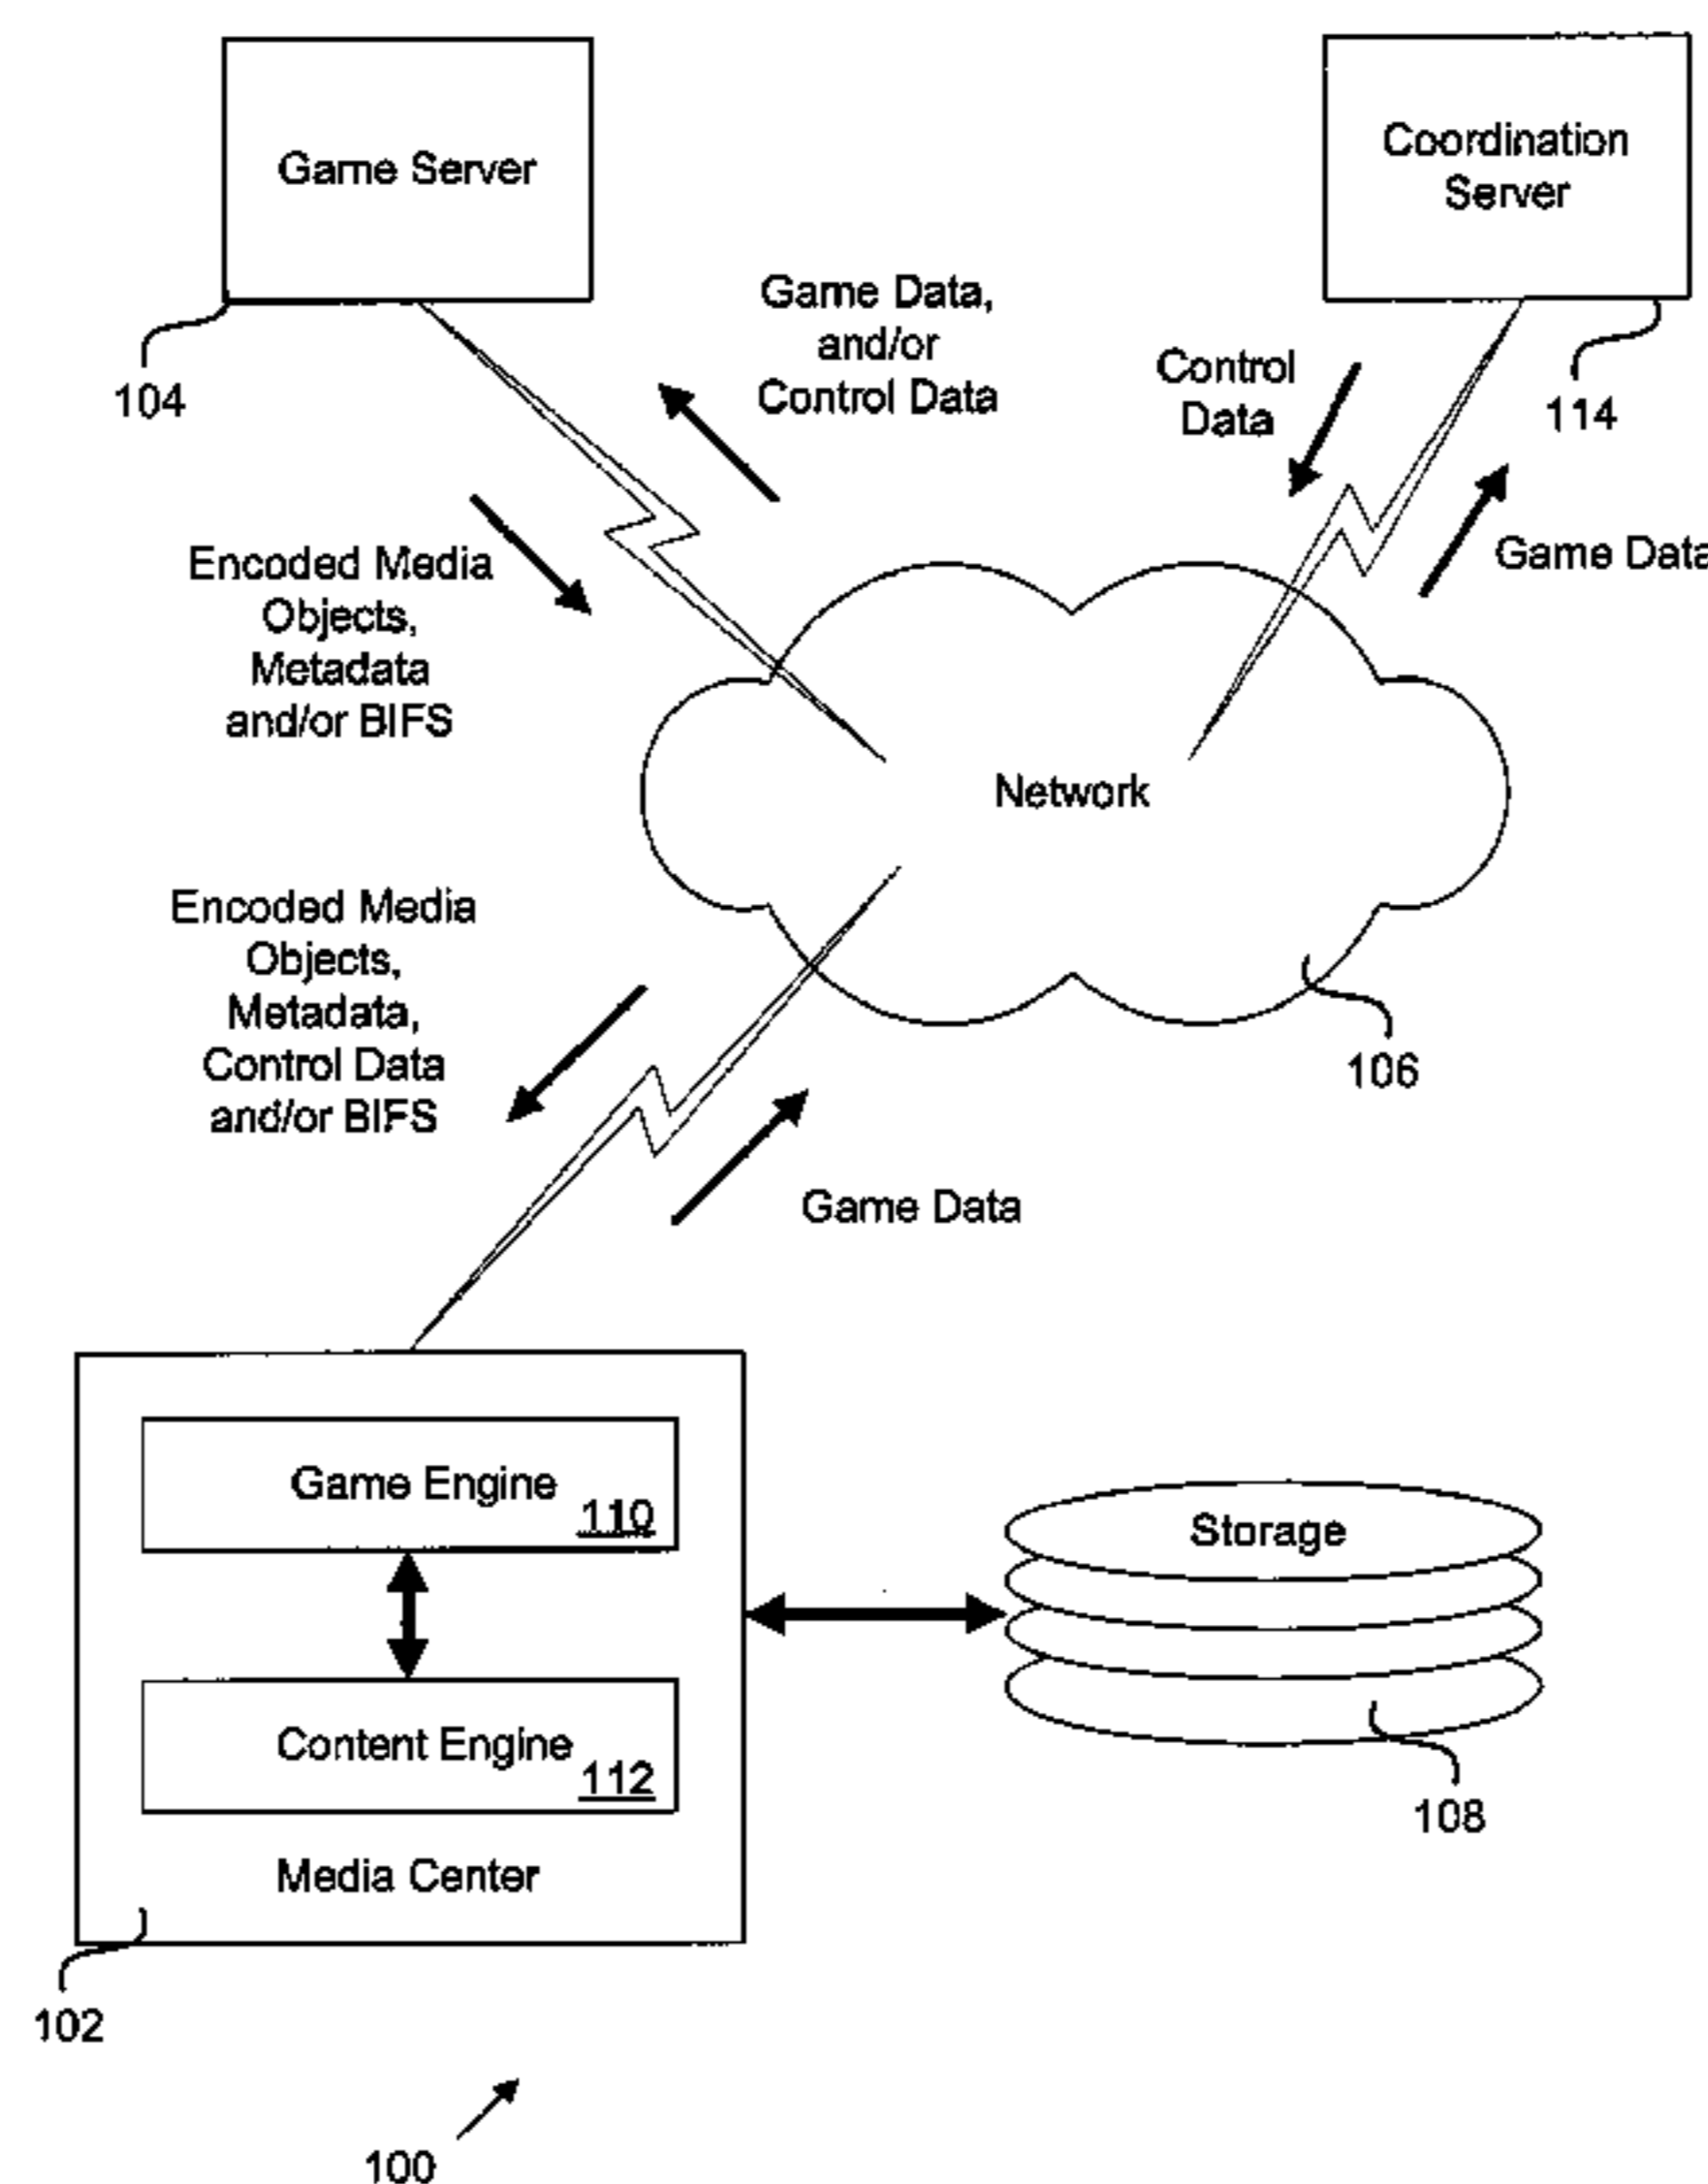 Game Server
Coordination
Server
104
Game Data,
and/or
Control Data
Control
Data
114
Encoded Media
Objects,
Metadata
and/or BIFS
Game Data
Network
Encoded Media
Objects,
Metadata,
Control Data
and/or BIFS
106
Game Data
Game Engine
110
Storage
Content Engine
112
108
Media Center
102
100